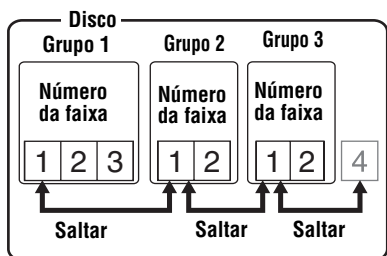 Disco
Grupo 1 Grupo 2 Grupo 3
Número da faixa Número da faixa Número da faixa
1 2 3 1 2 1 2 4
Saltar Saltar Saltar